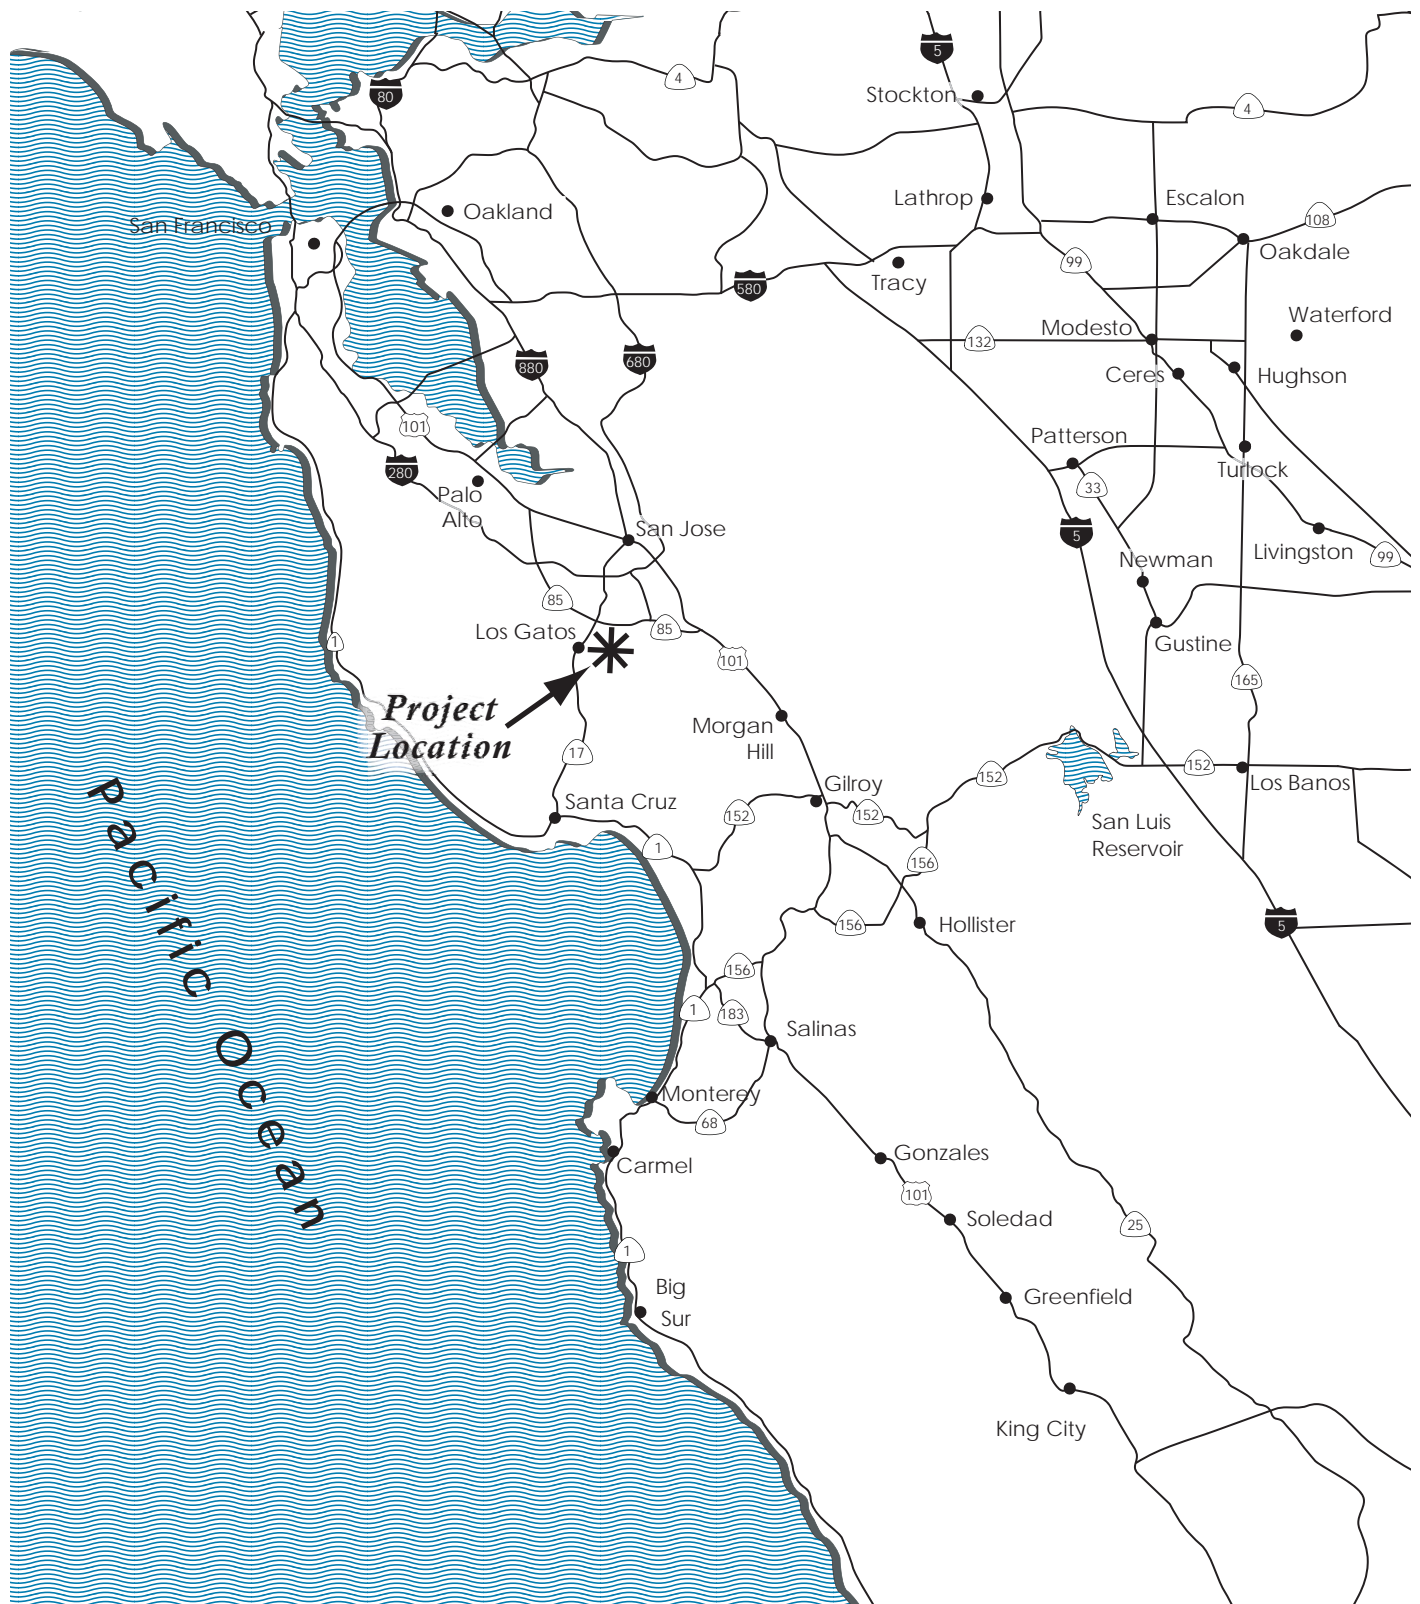 5
4
80
Stockton
4
Lathrop
Escalon
San Francisco
Oakland
108
Oakdale
99
Tracy
580
Waterford
Modesto
132
880
680
Ceres
Hughson
101
Patterson
280
Turlock
Palo
Alto
33
San Jose
5
Livingston
99
Newman
85
Los Gatos
85
1
Gustine
101
165
Project
Location
Morgan
Hill
17
152
152
Los Banos
Gilroy
Santa Cruz
152
152
San Luis
Reservoir
1
156
Pacific Ocean
156
Hollister
5
156
1
183
Salinas
Monterey
68
Gonzales
Carmel
101
Soledad
25
1
Big
Sur
Greenfield
King City